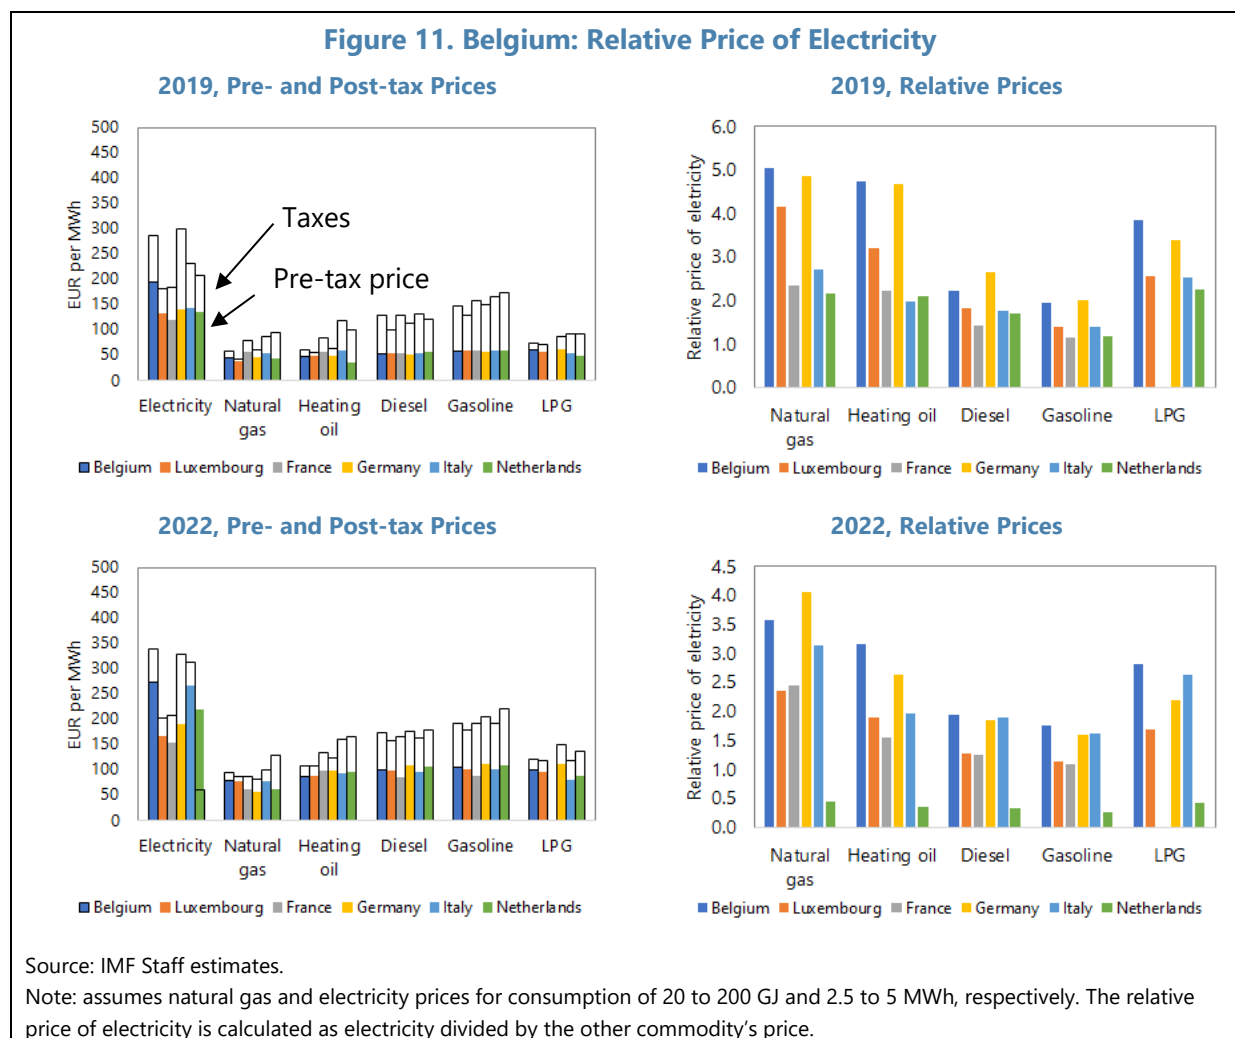 Figure 11. Belgium: Relative Price of Electricity
2019, Pre- and Post-tax Prices
500
450
400
350
300
250
200
150
100
50
0
EUR per MWh
Taxes
Pre-tax price
Electricity Natural gas Heating oil Diesel Gasoline LPG
Belgium Luxembourg France Germany Italy Netherlands
2019, Relative Prices
6.0
5.0
4.0
3.0
2.0
1.0
0.0
Relative price of eletricity
Natural gas Heating oil Diesel Gasoline LPG
Belgium Luxembourg France Germany Italy Netherlands
2022, Pre- and Post-tax Prices
500
450
400
350
300
250
200
150
100
50
0
EUR per MWh
Electricity Natural gas Heating oil Diesel Gasoline LPG
Belgium Luxembourg France Germany Italy Netherlands
2022, Relative Prices
4.5
4.0
3.5
3.0
2.5
2.0
1.5
1.0
0.5
0.0
Relative price of eletricity
Natural gas Heating oil Diesel Gasoline LPG
Belgium Luxembourg France Germany Italy Netherlands
Source: IMF Staff estimates.
Note: assumes natural gas and electricity prices for consumption of 20 to 200 GJ and 2.5 to 5 MWh, respectively. The relative
price of electricity is calculated as electricity divided by the other commodity's price.